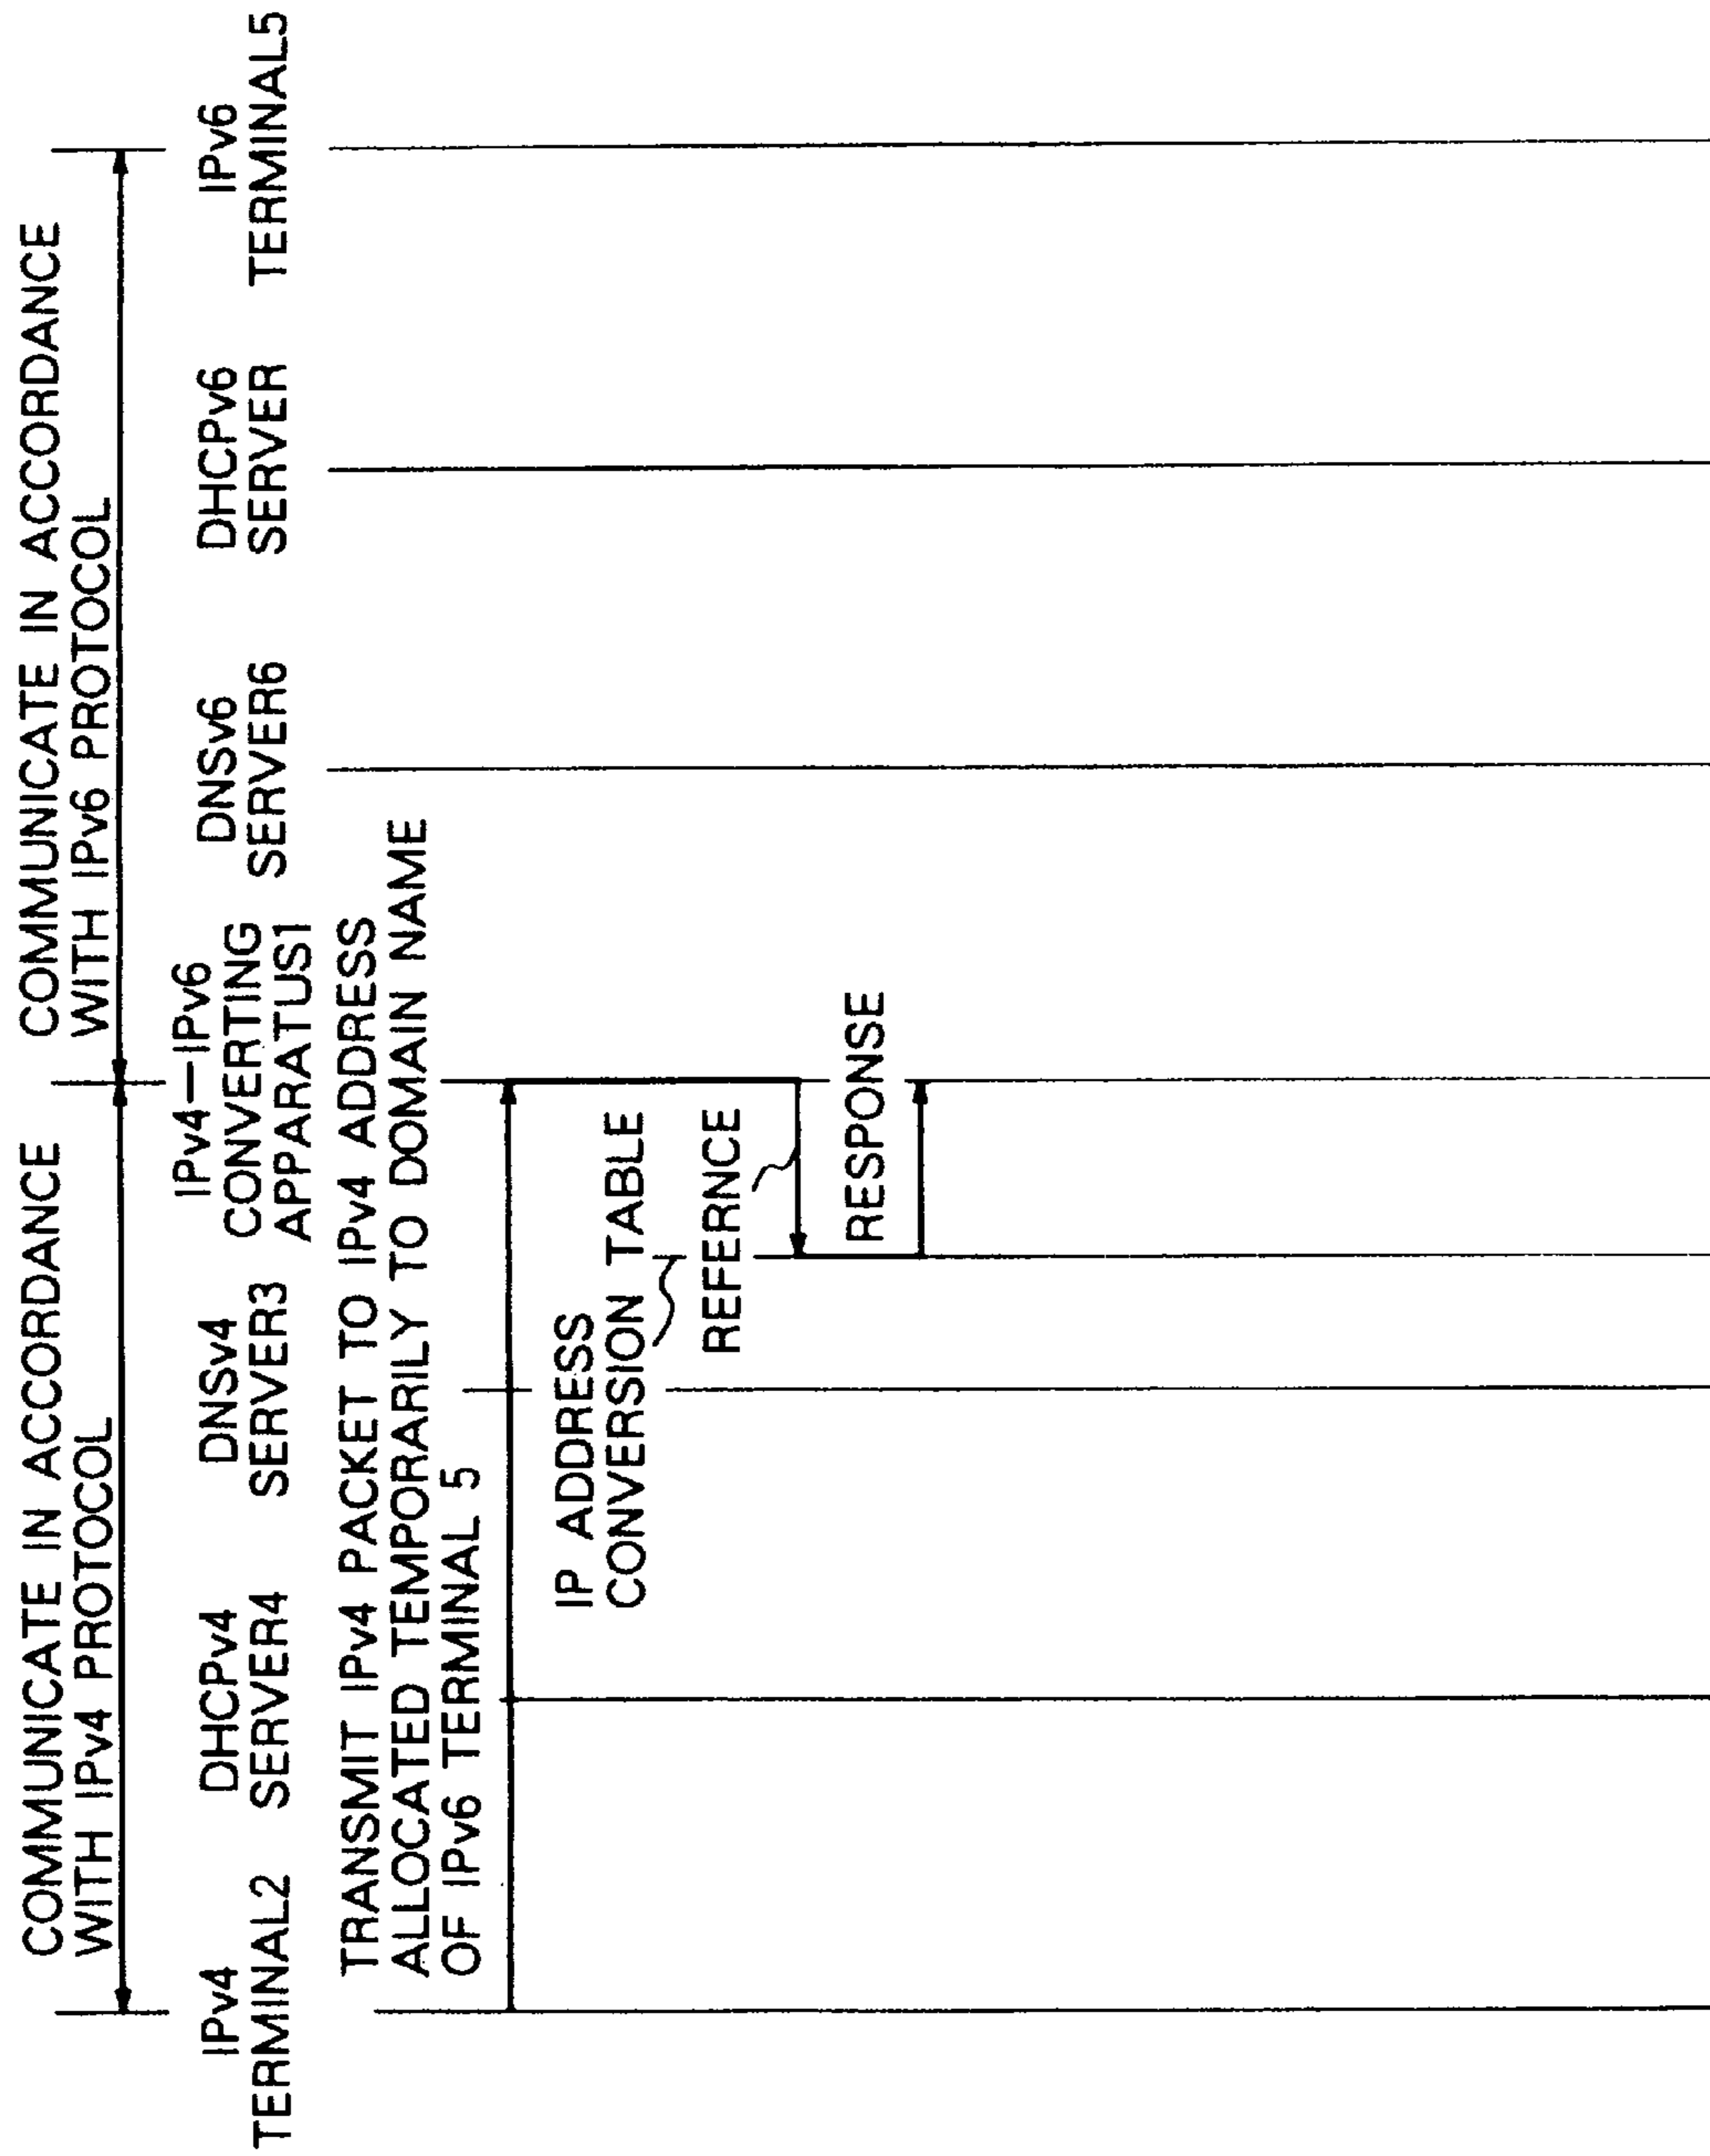 COMMUNICATE IN ACCORDANCE
WITH IPv4 PROTOCOL
COMMUNICATE IN ACCORDANCE
WITH IPv6 PROTOCOL
IPv4
TERMINAL2
DHCPv4
SERVER4
DNSv4
SERVER3
IPv4-IPv6
CONVERTING
APPARATUS1
DNSv6
SERVER6
DHCPv6
SERVER
IPv6
TERMINAL5
TRANSMIT IPv4 PACKET TO IPv4 ADDRESS
ALLOCATED TEMPORARILY TO DOMAIN NAME
OF IPv6 TERMINAL 5
IP ADDRESS
CONVERSION TABLE
REFERENCE
RESPONSE